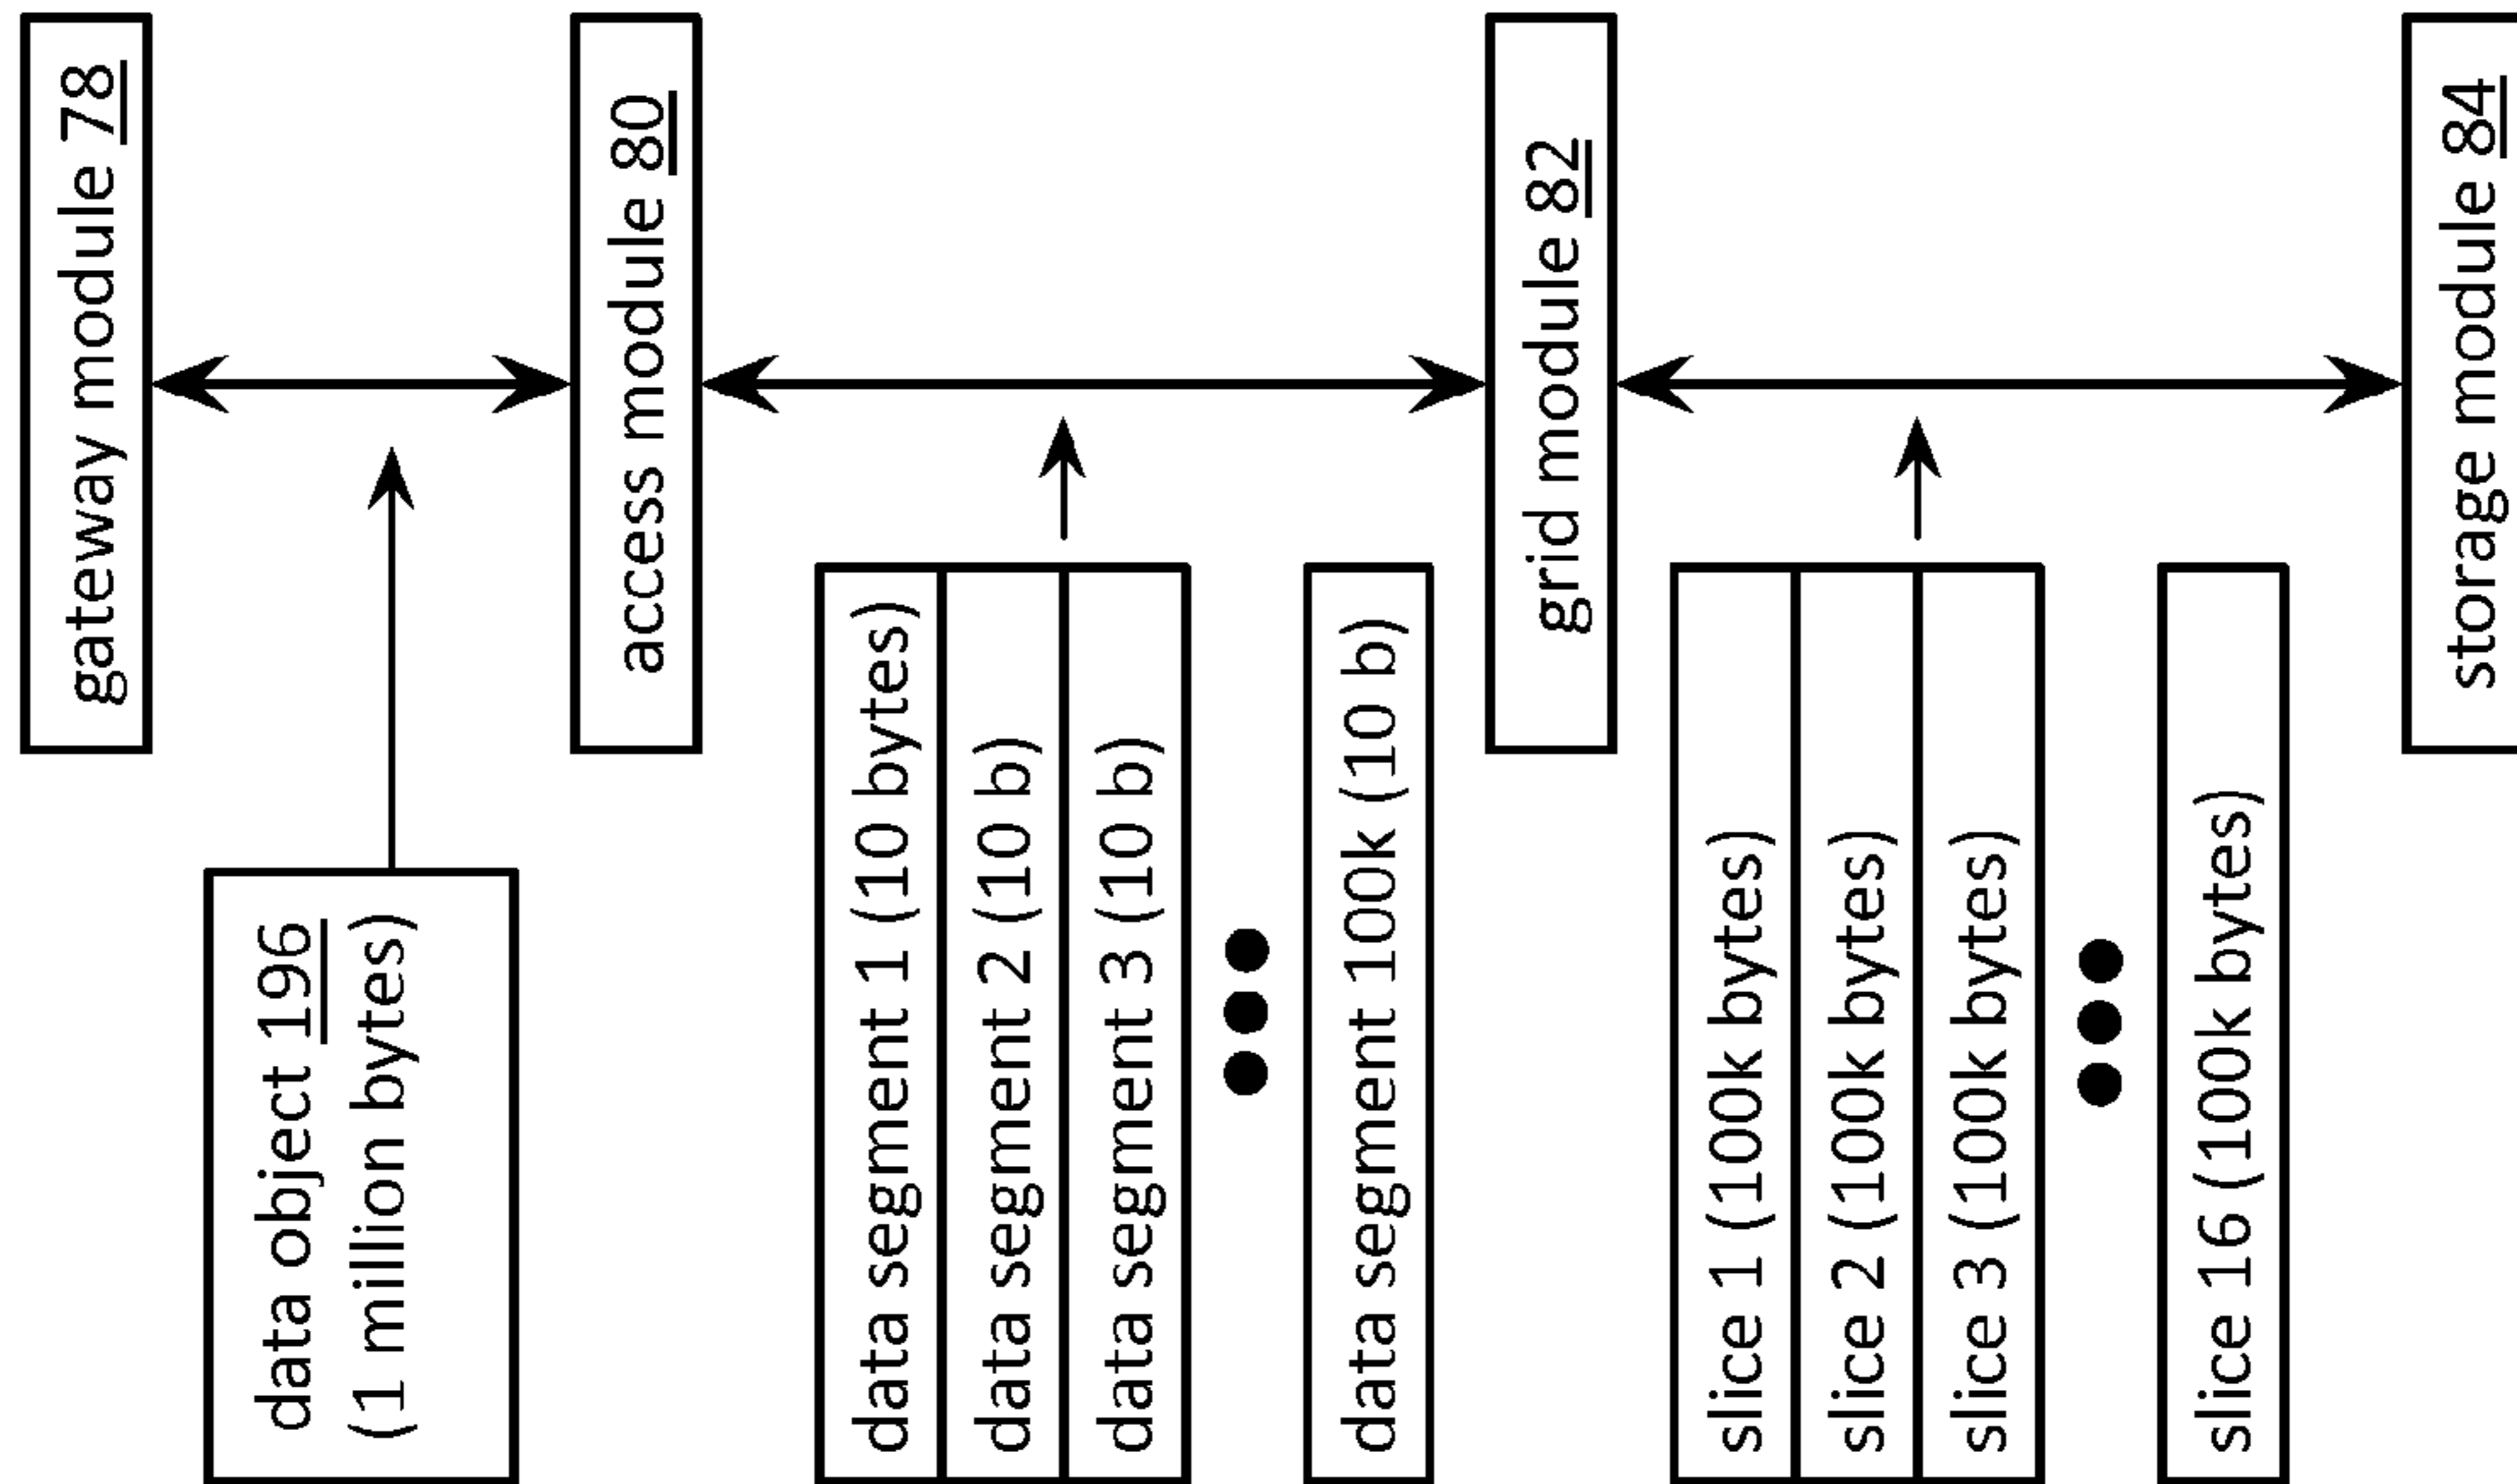 gateway module 78
data object 196
(1 million bytes)
access module 80
data segment 1 (10 bytes)
data segment 2 (10 b)
data segment 3 (10 b)
data segment 100k (10 b)
grid module 82
slice 1 (100k bytes)
slice 2 (100k bytes)
slice 3 (100k bytes)
slice 16 (100k bytes)
storage module 84